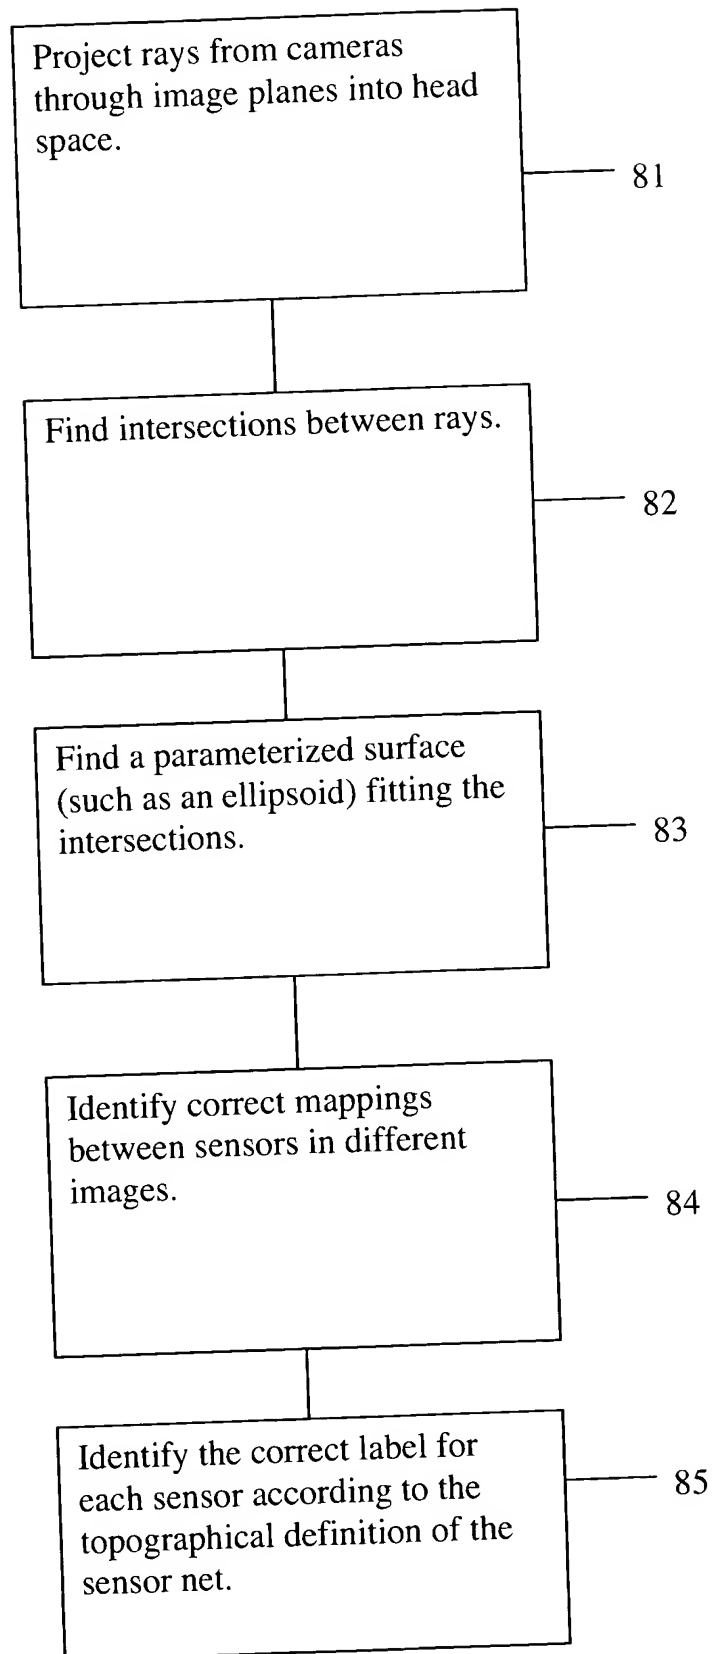 Project rays from cameras
through image planes into head
space.
81
Find intersections between rays.
82
Find a parameterized surface
(such as an ellipsoid) fitting the
intersections.
83
Identify correct mappings
between sensors in different
images.
84
Identify the correct label for
each sensor according to the
topographical definition of the
sensor net.
85